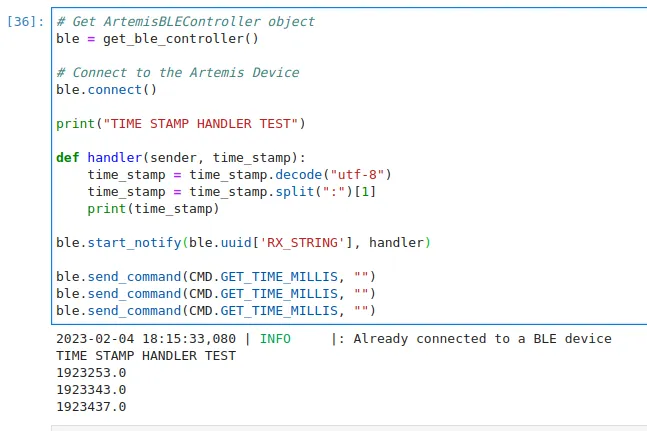 [36]: # Get ArtemisBLEController object
ble = get_ble_controller()
# Connect to the Artemis Device
ble.connect()
print("TIME STAMP HANDLER TEST")
def handler(sender, time_stamp):
    time_stamp = time_stamp.decode("utf-8")
    time_stamp = time_stamp.split(":")[1]
    print(time_stamp)
ble.start_notify(ble.uuid['RX_STRING'], handler)
ble.send_command(CMD.GET_TIME_MILLIS, "")
ble.send_command(CMD.GET_TIME_MILLIS, "")
ble.send_command(CMD.GET_TIME_MILLIS, "")
2023-02-04 18:15:33,080 | INFO     |: Already connected to a BLE device
TIME STAMP HANDLER TEST
1923253.0
1923343.0
1923437.0